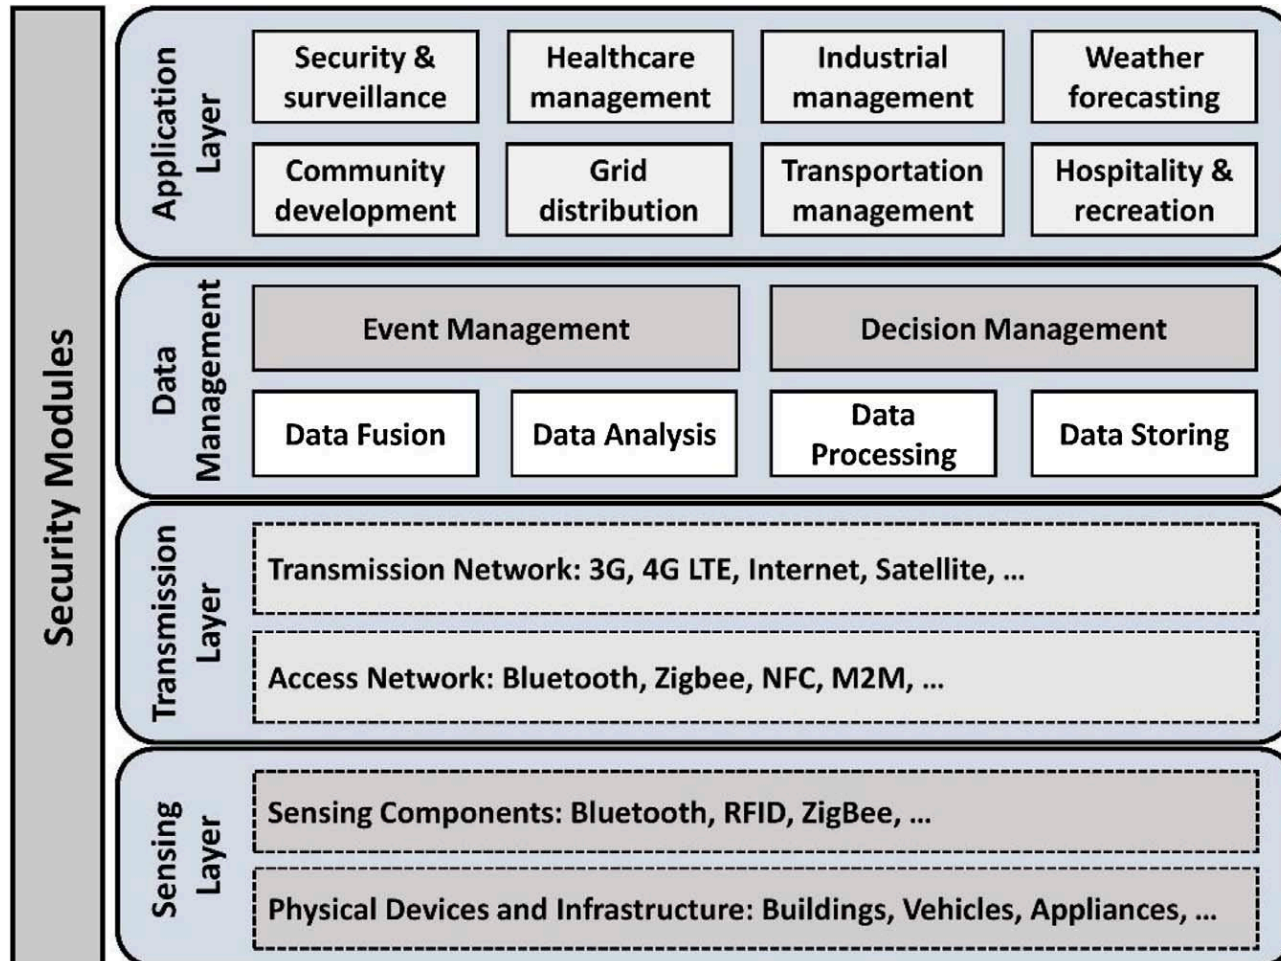 Security Modules
Application
Layer
Security &
surveillance
Healthcare
management
Industrial
management
Weather
forecasting
Community
development
Grid
distribution
Transportation
management
Hospitality &
recreation
Data
Management
Event Management
Decision Management
Data Fusion
Data Analysis
Data
Processing
Data Storing
Transmission
Layer
Transmission Network: 3G, 4G LTE, Internet, Satellite, ...
Access Network: Bluetooth, Zigbee, NFC, M2M, ...
Sensing
Layer
Sensing Components: Bluetooth, RFID, ZigBee, ...
Physical Devices and Infrastructure: Buildings, Vehicles, Appliances, ...